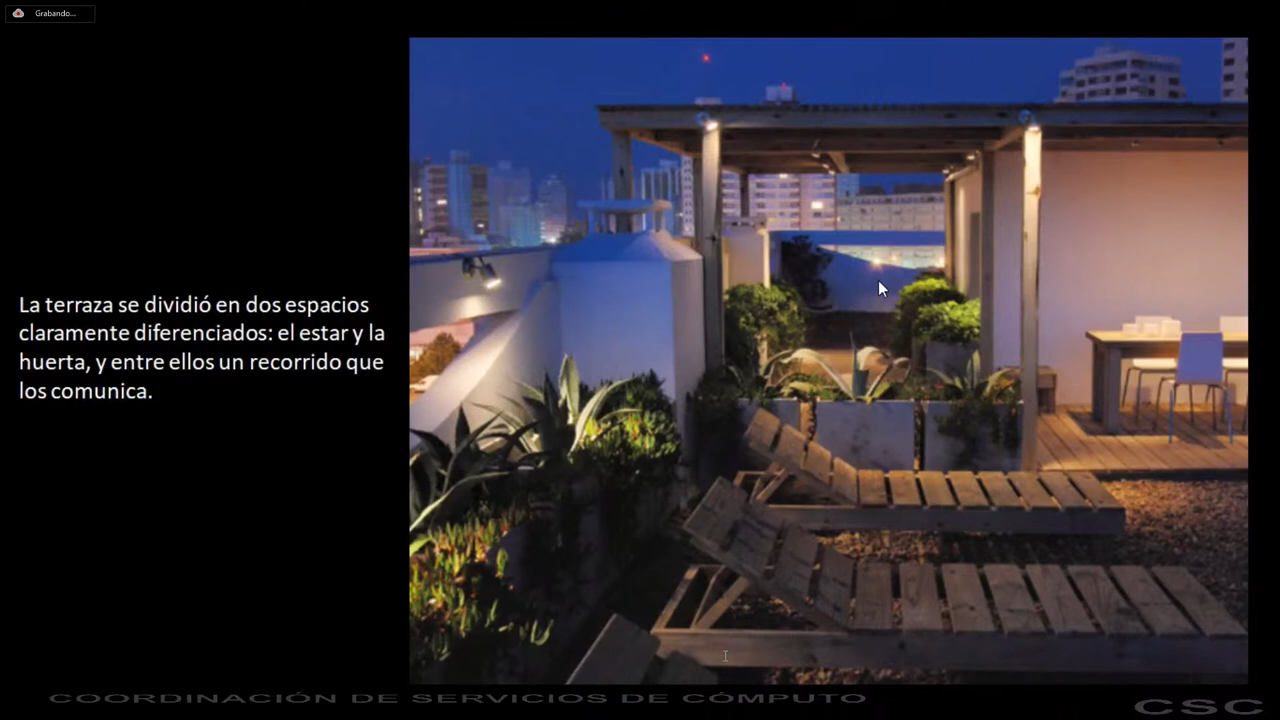 Grabando...
La terraza se dividió en dos espacios
claramente diferenciados: el estar y la
huerta, y entre ellos un recorrido que
los comunica.
COORDINACIÓN DE SERVICIOS DE CÓMPUTO
CSC